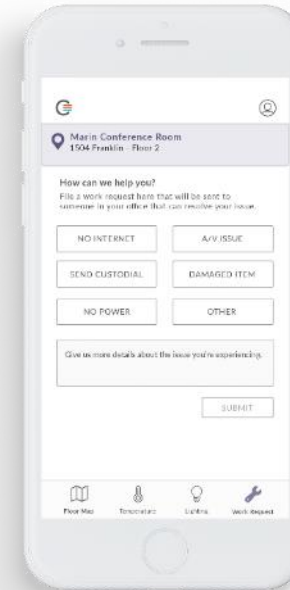 Marin Conference Room
1504 Franklin - Floor 2
How can we help you?
File a work request here that will be sent to
someone in your office that can resolve your issue.
NO INTERNET
A/V ISSUE
SEND CUSTODIAL
DAMAGED ITEM
NO POWER
OTHER
Give us more details about the issue you're experiencing.
SUBMIT
Floor Map
Temperature
Lighting
Work Request